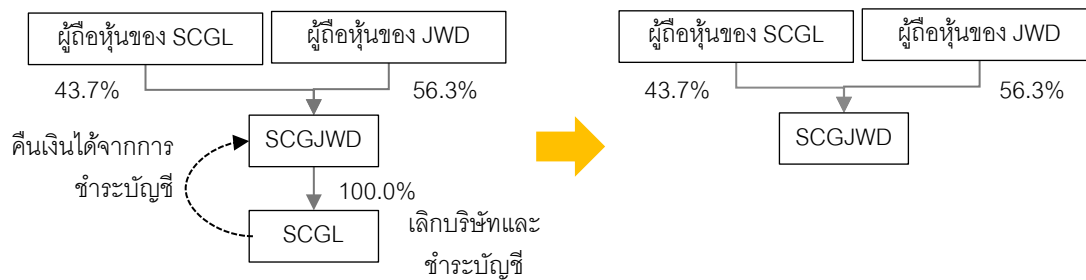 ผู้ถือหุ้นของ SCGL
ผู้ถือหุ้นของ JWD
43.7%
56.3%
SCGJWD
คืนเงินได้จากการ
ชำระบัญชี
100.0%
SCGL
เลิกบริษัทและ
ชำระบัญชี
ผู้ถือหุ้นของ SCGL
ผู้ถือหุ้นของ JWD
43.7%
56.3%
SCGJWD